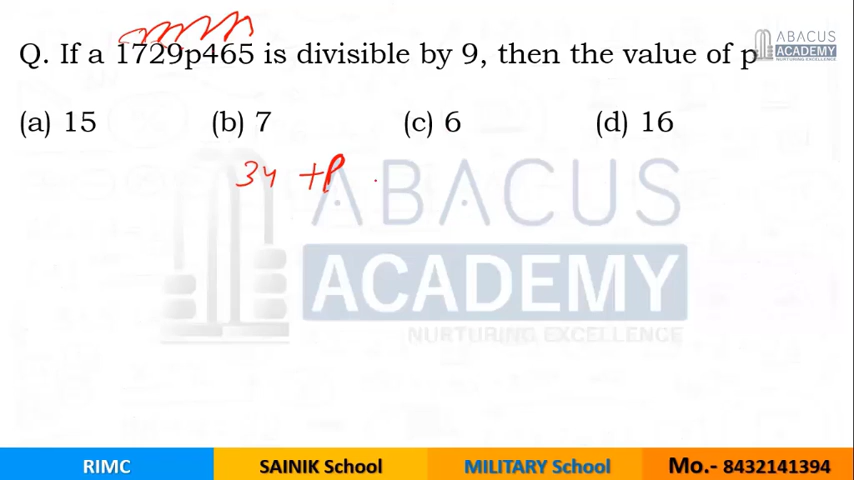 Q. If a 1729p465 is divisible by 9, then the value of p
(a) 15 (b) 7 (c) 6 (d) 16
34 + P
ABACUS
ACADEMY
NURTURING EXCELLENCE
ABACUS
ACADEMY
NURTURING EXCELLENCE
RIMC SAINIK School MILITARY School Mo.- 8432141394